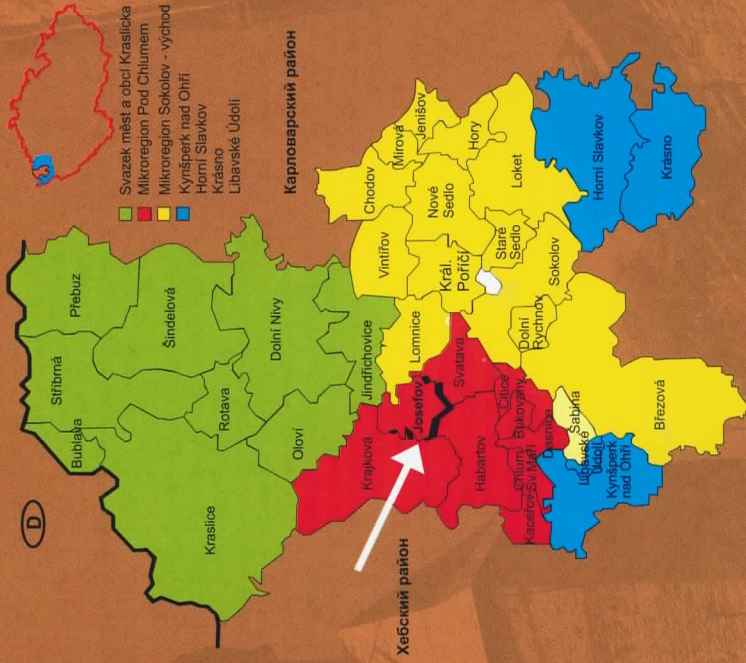 D
Svazek měst a obcí Kraslicka
Mikroregion Pod Chlumem
Mikroregion Sokolov - východ
Kynšperk nad Ohří
Horní Slavkov
Krásno
Libavské Údolí
Карловарский район
Хебский район
Přebuz
Stříbrná
Bublava
Šindelová
Rotava
Dolní Nivy
Kraslice
Oloví
Jindřichovice
Krajková
Josefov
Lomnice
Svatava
Habartov
Citice
Bukovany
Chlum
Sv.Maří
Kaceřov
Dasnice
Šabina
Libavské
Údolí
Kynšperk
nad Ohří
Březová
Dolní
Rychnov
Sokolov
Staré
Sedlo
Král.
Poříčí
Vintířov
Chodov
Nové
Sedlo
Mírová
Jenišov
Hory
Loket
Horní Slavkov
Krásno